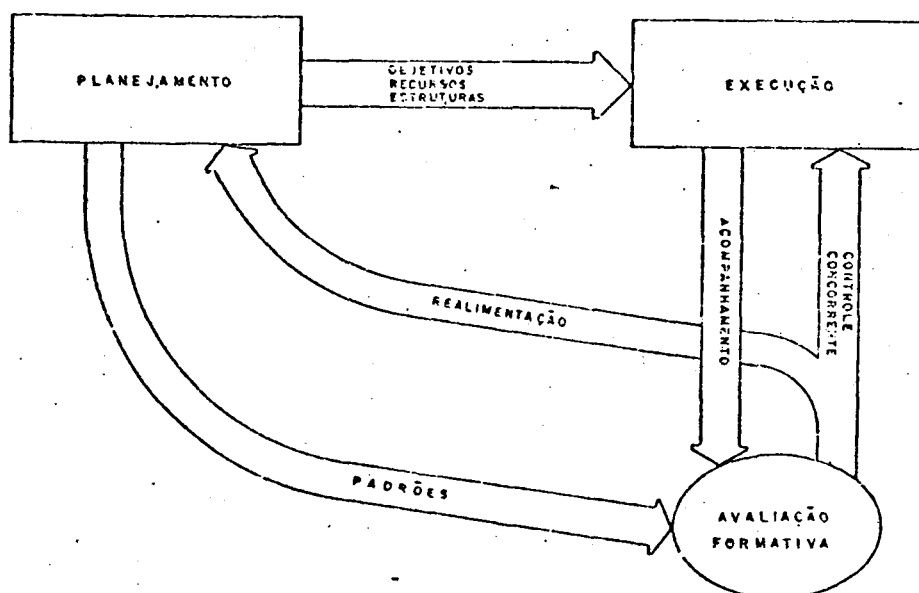 PLANEJAMENTO
OBJETIVOS
RECURSOS
ESTRUTURAS
EXECUÇÃO
ACOMPANHAMENTO
CONTROLE
CONCORRENTE
REALIMENTAÇÃO
PADRÕES
AVALIAÇÃO
FORMATIVA